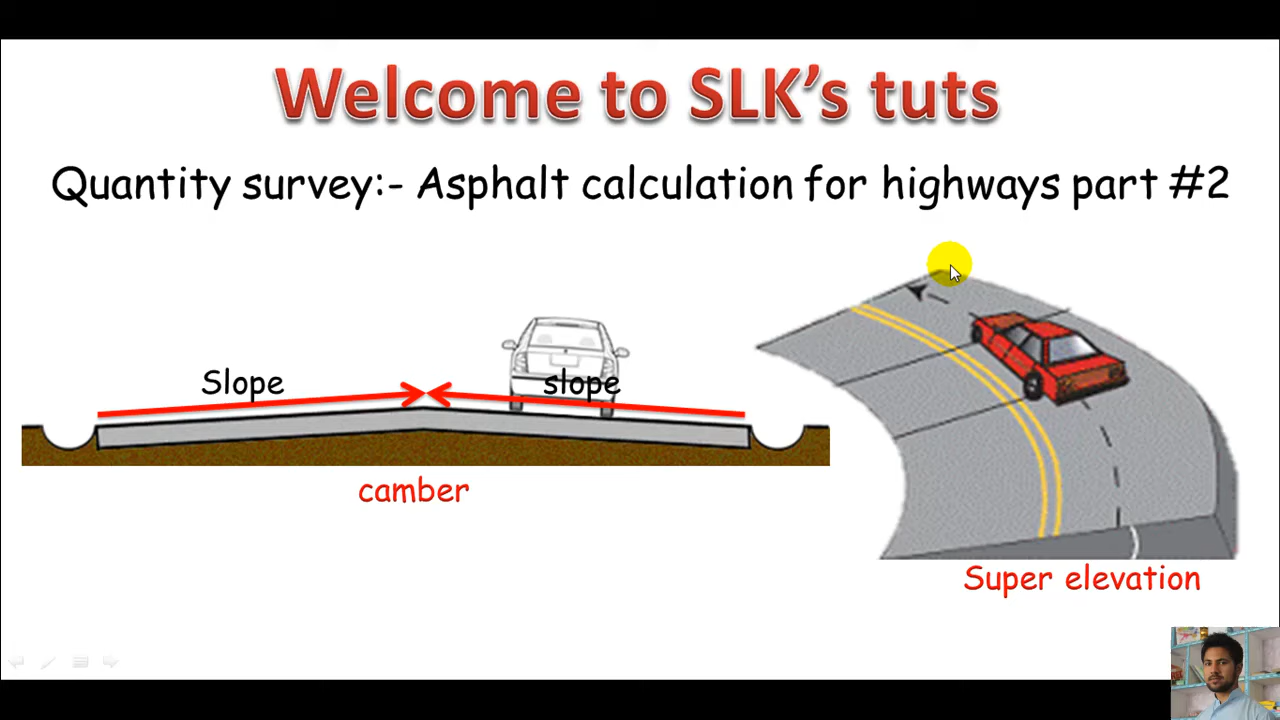 Welcome to SLK's tuts
Quantity survey:- Asphalt calculation for highways part #2
Slope
slope
camber
Super elevation